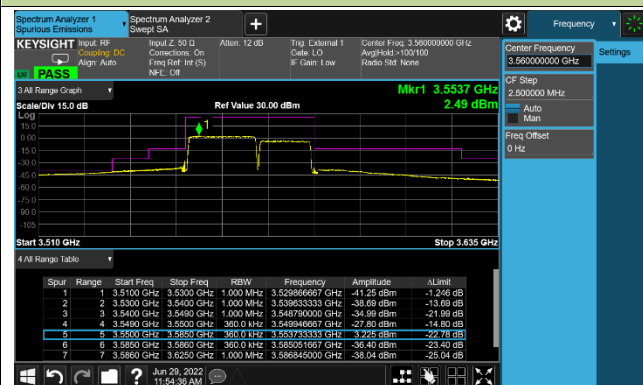 Spectrum Analyzer 1
Spurious Emissions
Spectrum Analyzer 2
Swept SA
Frequency
KEYSIGHT
Input: RF
Coupling: DC
Align: Auto
Input Z: 50 Ω
Corrections: On
Freq Ref: Int (S)
NFE: Off
Atten: 12 dB
Trig: External 1
Gate: LO
IF Gain: Low
Center Freq: 3.560000000 GHz
Avg|Hold:>100/100
Radio Std: None
PASS
3 All Range Graph
Mkr1 3.5537 GHz
Scale/Div 15.0 dB
Ref Value 30.00 dBm
2.49 dBm
Log
15.0
0.00
-15.0
-30.0
-45.0
-60.0
-75.0
-90.0
-105
1
Start 3.510 GHz
Stop 3.635 GHz
4 All Range Table
Spur Range Start Freq Stop Freq RBW Frequency Amplitude ΔLimit
1 1 3.5100 GHz 3.5300 GHz 1.000 MHz 3.529866667 GHz -41.25 dBm -1.246 dB
2 2 3.5300 GHz 3.5400 GHz 1.000 MHz 3.539633333 GHz -38.69 dBm -13.69 dB
3 3 3.5400 GHz 3.5490 GHz 1.000 MHz 3.548790000 GHz -34.99 dBm -21.99 dB
4 4 3.5490 GHz 3.5500 GHz 360.0 kHz 3.549946667 GHz -27.80 dBm -14.80 dB
5 5 3.5500 GHz 3.5850 GHz 360.0 kHz 3.553733333 GHz 3.225 dBm -22.78 dB
6 6 3.5850 GHz 3.5860 GHz 360.0 kHz 3.585051667 GHz -36.40 dBm -23.40 dB
7 7 3.5860 GHz 3.6250 GHz 1.000 MHz 3.586845000 GHz -38.04 dBm -25.04 dB
Center Frequency
3.560000000 GHz
Settings
CF Step
2.500000 MHz
Auto
Man
Freq Offset
0 Hz
Jun 29, 2022
11:54:36 AM